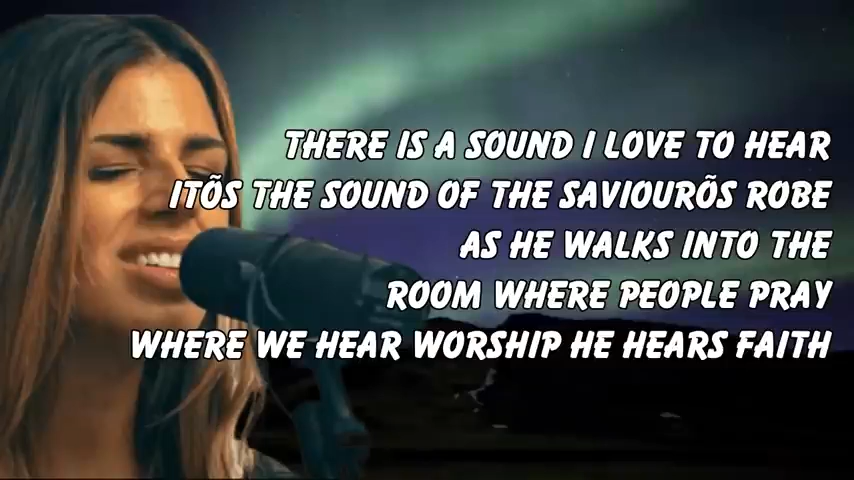 THERE IS A SOUND I LOVE TO HEAR
ITÕS THE SOUND OF THE SAVIOURÕS ROBE
AS HE WALKS INTO THE
ROOM WHERE PEOPLE PRAY
WHERE WE HEAR WORSHIP HE HEARS FAITH